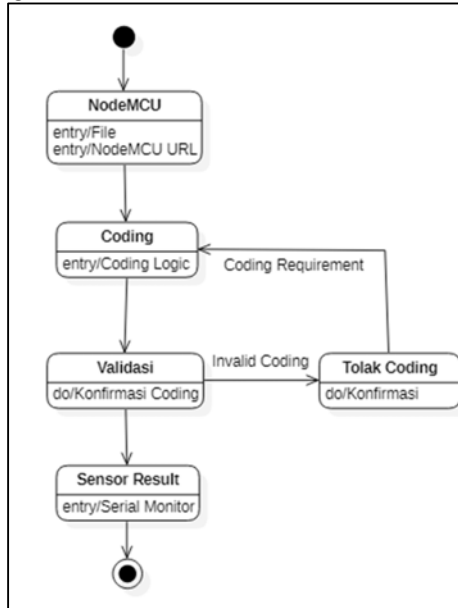 NodeMCU
entry/File
entry/NodeMCU URL
Coding
entry/Coding Logic
Coding Requirement
Validasi
do/Konfirmasi Coding
Invalid Coding
Tolak Coding
do/Konfirmasi
Sensor Result
entry/Serial Monitor